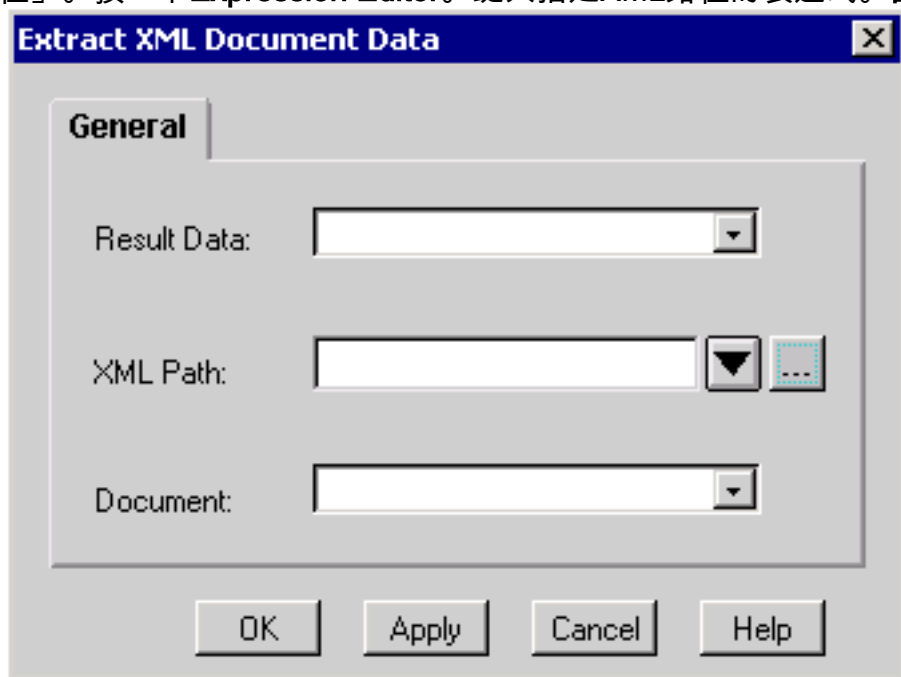 Extract XML Document Data
General
Result Data:
XML Path:
...
Document:
OK Apply Cancel Help